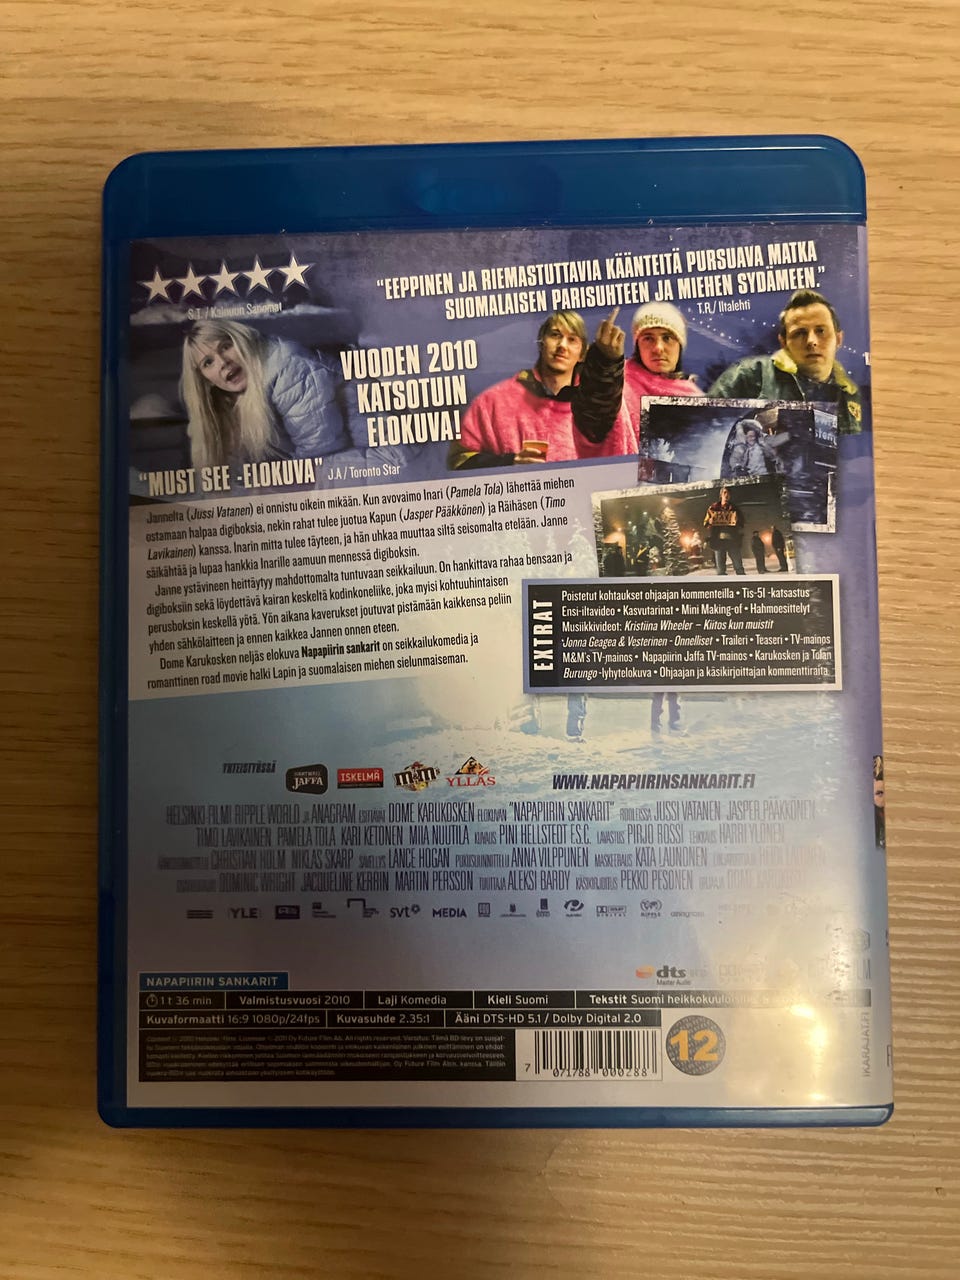 S.T. / Kainuun Sanomat
"EEPPINEN JA RIEMASTUTTAVIA KÄÄNTEITÄ PURSUAVA MATKA
SUOMALAISEN PARISUHTEEN JA MIEHEN SYDÄMEEN."
T.R./ Iltalehti
VUODEN 2010
KATSOTUIN
ELOKUVA!
"MUST SEE -ELOKUVA" J.A / Toronto Star
Jannelta (Jussi Vatanen) ei onnistu oikein mikään. Kun avovaimo Inari (Pamela Tola) lähettää miehen
ostamaan halpaa digiboksia, nekin rahat tulee juotua Kapun (Jasper Pääkkönen) ja Räihäsen (Timo
Lavikainen) kanssa. Inarin mitta tulee täyteen, ja hän uhkaa muuttaa siltä seisomalta etelään. Janne
säikähtää ja lupaa hankkia Inarille aamuun mennessä digiboksin.
Janne ystävineen heittäytyy mahdottomalta tuntuvaan seikkailuun. On hankittava rahaa bensaan ja
digiboksiin sekä löydettävä kairan keskeltä kodinkoneliike, joka myisi kohtuuhintaisen
perusboksin keskellä yötä. Yön aikana kaverukset joutuvat pistämään kaikkensa peliin
yhden sähkölaitteen ja ennen kaikkea Jannen onnen eteen.
Dome Karukosken neljäs elokuva Napapiirin sankarit on seikkailukomedia ja
romanttinen road movie halki Lapin ja suomalaisen miehen sielunmaiseman.
EXTRAT
Poistetut kohtaukset ohjaajan kommenteilla • Tis-51 -katsastus
Ensi-iltavideo • Kasvutarinat • Mini Making-of • Hahmoesittelyt
Musiikkivideot: Kristiina Wheeler – Kiitos kun muistit
Jonna Geagea & Vesterinen - Onnelliset • Traileri • Teaseri • TV-mainos
M&M's TV-mainos • Napapiirin Jaffa TV-mainos • Karukosken ja Tolan
Burungo -lyhytelokuva • Ohjaajan ja käsikirjoittajan kommenttiraita
YHTEISTYÖSSÄ
HARTWALL JAFFA
ISKELMÄ
m&m's
YLLÄS
WWW.NAPAPIIRINSANKARIT.FI
HELSINKI-FILMI RIPPLE WORLD JA ANAGRAM ESITTÄVÄT DOME KARUKOSKEN ELOKUVAN "NAPAPIIRIN SANKARIT" ROOLEISSA JUSSI VATANEN JASPER PÄÄKKÖNEN
TIMO LAVIKAINEN PAMELA TOLA KARI KETONEN MIIA NUUTILA KUVAUS PINI HELLSTEDT F.S.C. LAVASTUS PIRJO ROSSI LEIKKAUS HARRI YLÖNEN
ÄÄNISUUNNITTELU CHRISTIAN HOLM NIKLAS SKARP SÄVELLYS LANCE HOGAN PUKUSUUNNITTELU ANNA VILPPUNEN MASKEERAUS KATA LAUNONEN
DOMINIC WRIGHT JACQUELINE KERRIN MARTIN PERSSON TUOTTAJA ALEKSI BARDY KÄSIKIRJOITUS PEKKO PESONEN OHJAAJA DOME KARUKOSKI
YLE
SVT
MEDIA
DOLBY DIGITAL
RIPPLE
anagram
dts
Master Audio
NAPAPIIRIN SANKARIT
1 t 36 min Valmistusvuosi 2010 Laji Komedia Kieli Suomi Tekstit Suomi heikkokuuloisille,
Kuvaformaatti 16:9 1080p/24fps Kuvasuhde 2.35:1 Ääni DTS-HD 5.1 / Dolby Digital 2.0
7 071788 000288
12
IKARAJAT.FI